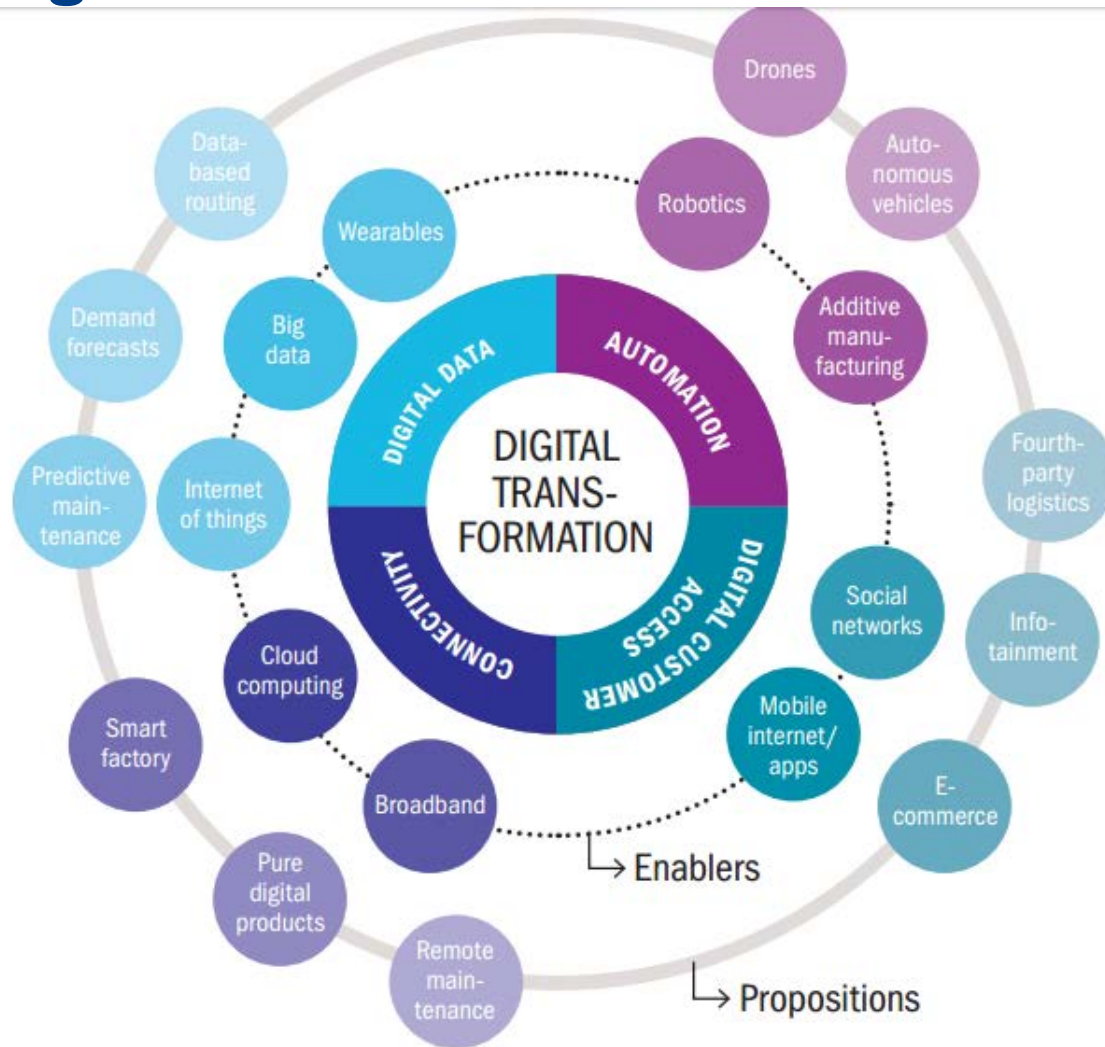 Drones
Data-
based
routing
Auto-
nomous
vehicles
Wearables
Robotics
Demand
forecasts
Big
data
Additive
manu-
facturing
DIGITAL DATA
AUTOMATION
DIGITAL
TRANS-
FORMATION
Predictive
main-
tenance
Internet
of things
Fourth-
party
logistics
CONNECTIVITY
DIGITAL CUSTOMER
ACCESS
Social
networks
Info-
tainment
Cloud
computing
Smart
factory
Mobile
internet/
apps
Broadband
E-
commerce
Enablers
Pure
digital
products
Remote
main-
tenance
Propositions